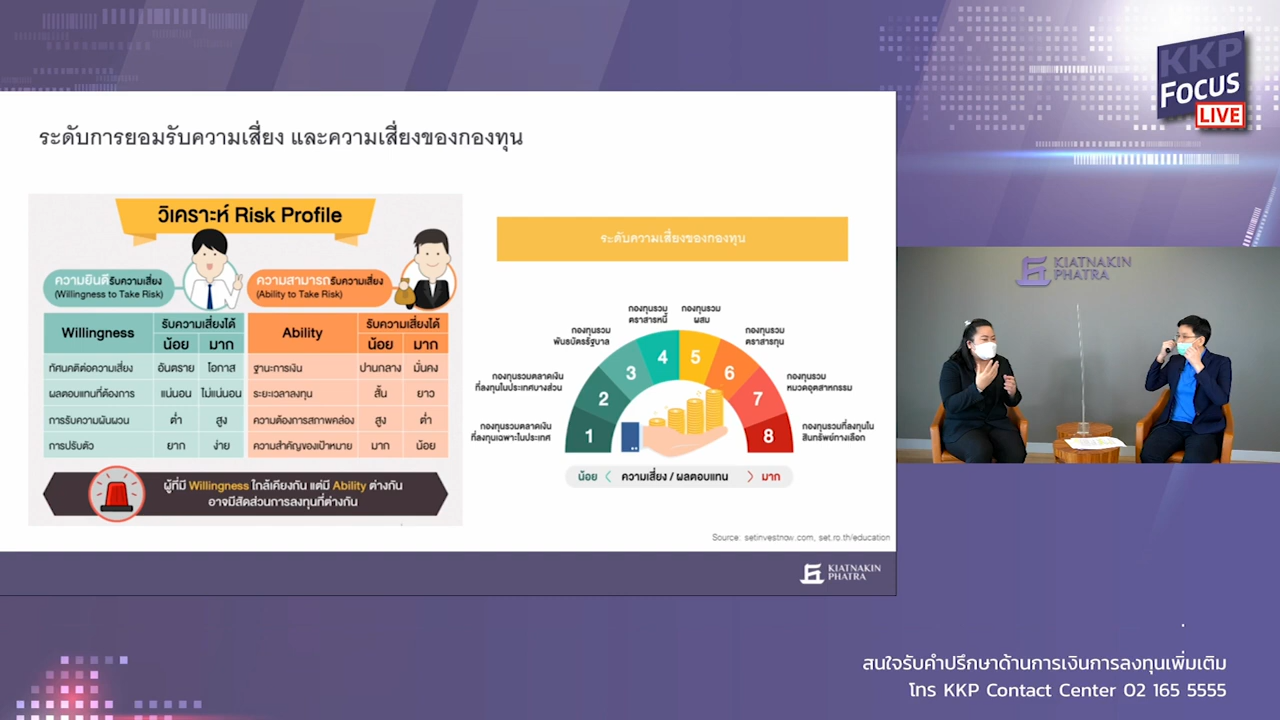 KKP
FOCUS
LIVE
ระดับการยอมรับความเสี่ยง และความเสี่ยงของกองทุน
วิเคราะห์ Risk Profile
ความยินดีรับความเสี่ยง
(Willingness to Take Risk)
ความสามารถรับความเสี่ยง
(Ability to Take Risk)
Willingness รับความเสี่ยงได้ Ability รับความเสี่ยงได้
น้อย มาก น้อย มาก
ทัศนคติต่อความเสี่ยง อันตราย โอกาส ฐานะการเงิน ปานกลาง มั่นคง
ผลตอบแทนที่ต้องการ แน่นอน ไม่แน่นอน ระยะเวลาลงทุน สั้น ยาว
การรับความผันผวน ต่ำ สูง ความต้องการสภาพคล่อง สูง ต่ำ
การปรับตัว ยาก ง่าย ความสำคัญของเป้าหมาย มาก น้อย
ผู้ที่มี Willingness ใกล้เคียงกัน แต่มี Ability ต่างกัน
อาจมีสัดส่วนการลงทุนที่ต่างกัน
ระดับความเสี่ยงของกองทุน
กองทุนรวมตลาดเงิน
ที่ลงทุนเฉพาะในประเทศ
1
กองทุนรวมตลาดเงิน
ที่ลงทุนในประเทศบางส่วน
2
กองทุนรวม
พันธบัตรรัฐบาล
3
กองทุนรวม
ตราสารหนี้
4
กองทุนรวม
ผสม
5
กองทุนรวม
ตราสารทุน
6
กองทุนรวม
หมวดอุตสาหกรรม
7
กองทุนรวมที่ลงทุนใน
สินทรัพย์ทางเลือก
8
น้อย < ความเสี่ยง / ผลตอบแทน > มาก
Source: setinvestnow.com, set.ro.th/education
KIATNAKIN
PHATRA
KIATNAKIN
PHATRA
สนใจรับคำปรึกษาด้านการเงินการลงทุนเพิ่มเติม
โทร KKP Contact Center 02 165 5555